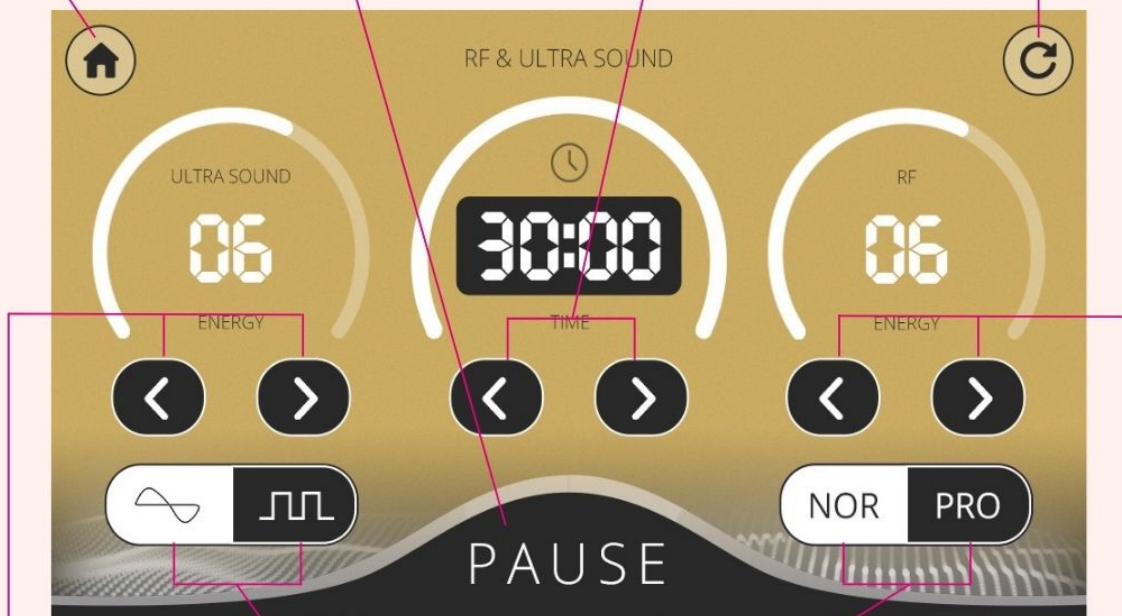 RF & ULTRA SOUND
ULTRA SOUND
06
ENERGY
30:00
TIME
RF
06
ENERGY
NOR PRO
PAUSE